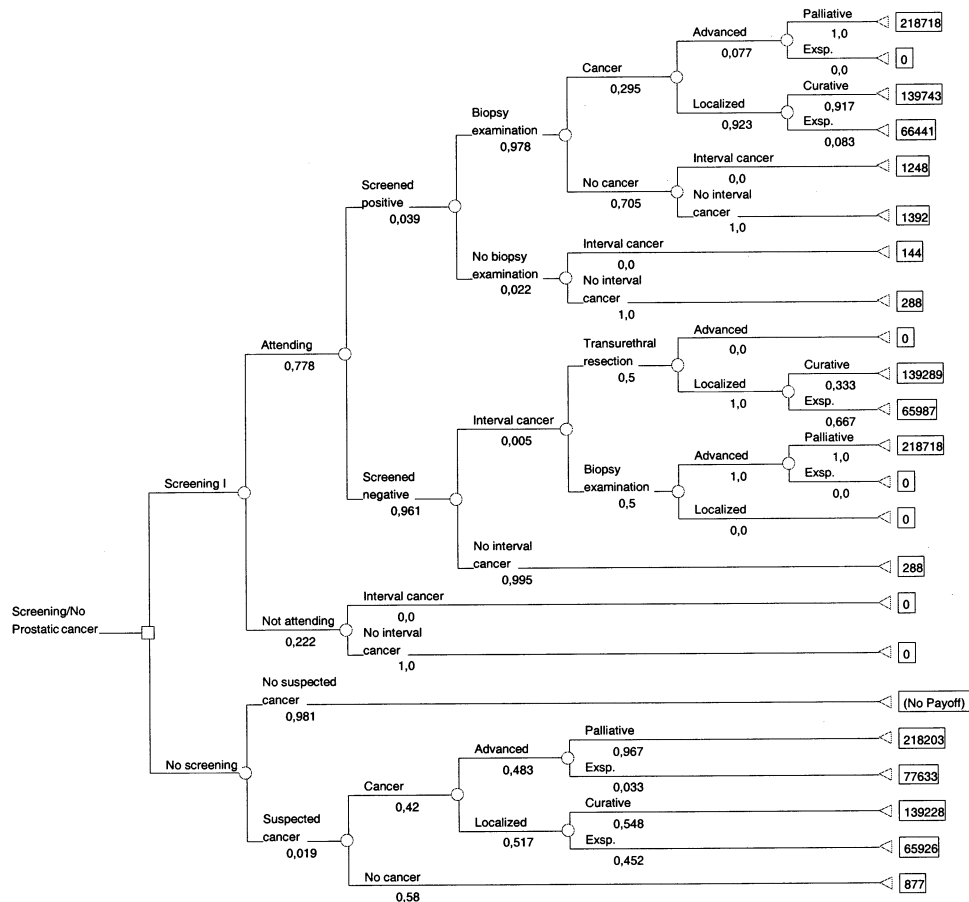 Palliative
218718
1,0
Advanced
0,077
Exsp.
0
0,0
Cancer
0,295
Curative
139743
0,917
Localized
0,923
Exsp.
66441
0,083
Biopsy
examination
0,978
Interval cancer
1248
0,0
No cancer
0,705
No interval
cancer
1392
1,0
Screened
positive
0,039
Interval cancer
144
0,0
No biopsy
examination
0,022
No interval
cancer
288
1,0
Attending
0,778
Advanced
0
0,0
Transurethral
resection
0,5
Curative
139289
0,333
Localized
1,0
Exsp.
65987
0,667
Interval cancer
0,005
Palliative
218718
1,0
Advanced
1,0
Exsp.
0
0,0
Biopsy
examination
0,5
Localized
0
0,0
Screened
negative
0,961
Screening I
No interval
cancer
288
0,995
Screening/No
Prostatic cancer
Interval cancer
0
0,0
Not attending
0,222
No interval
cancer
0
1,0
No suspected
cancer
(No Payoff)
0,981
No screening
Palliative
218203
0,967
Advanced
0,483
Exsp.
77633
0,033
Cancer
0,42
Curative
139228
0,548
Localized
0,517
Exsp.
65926
0,452
Suspected
cancer
0,019
No cancer
877
0.58